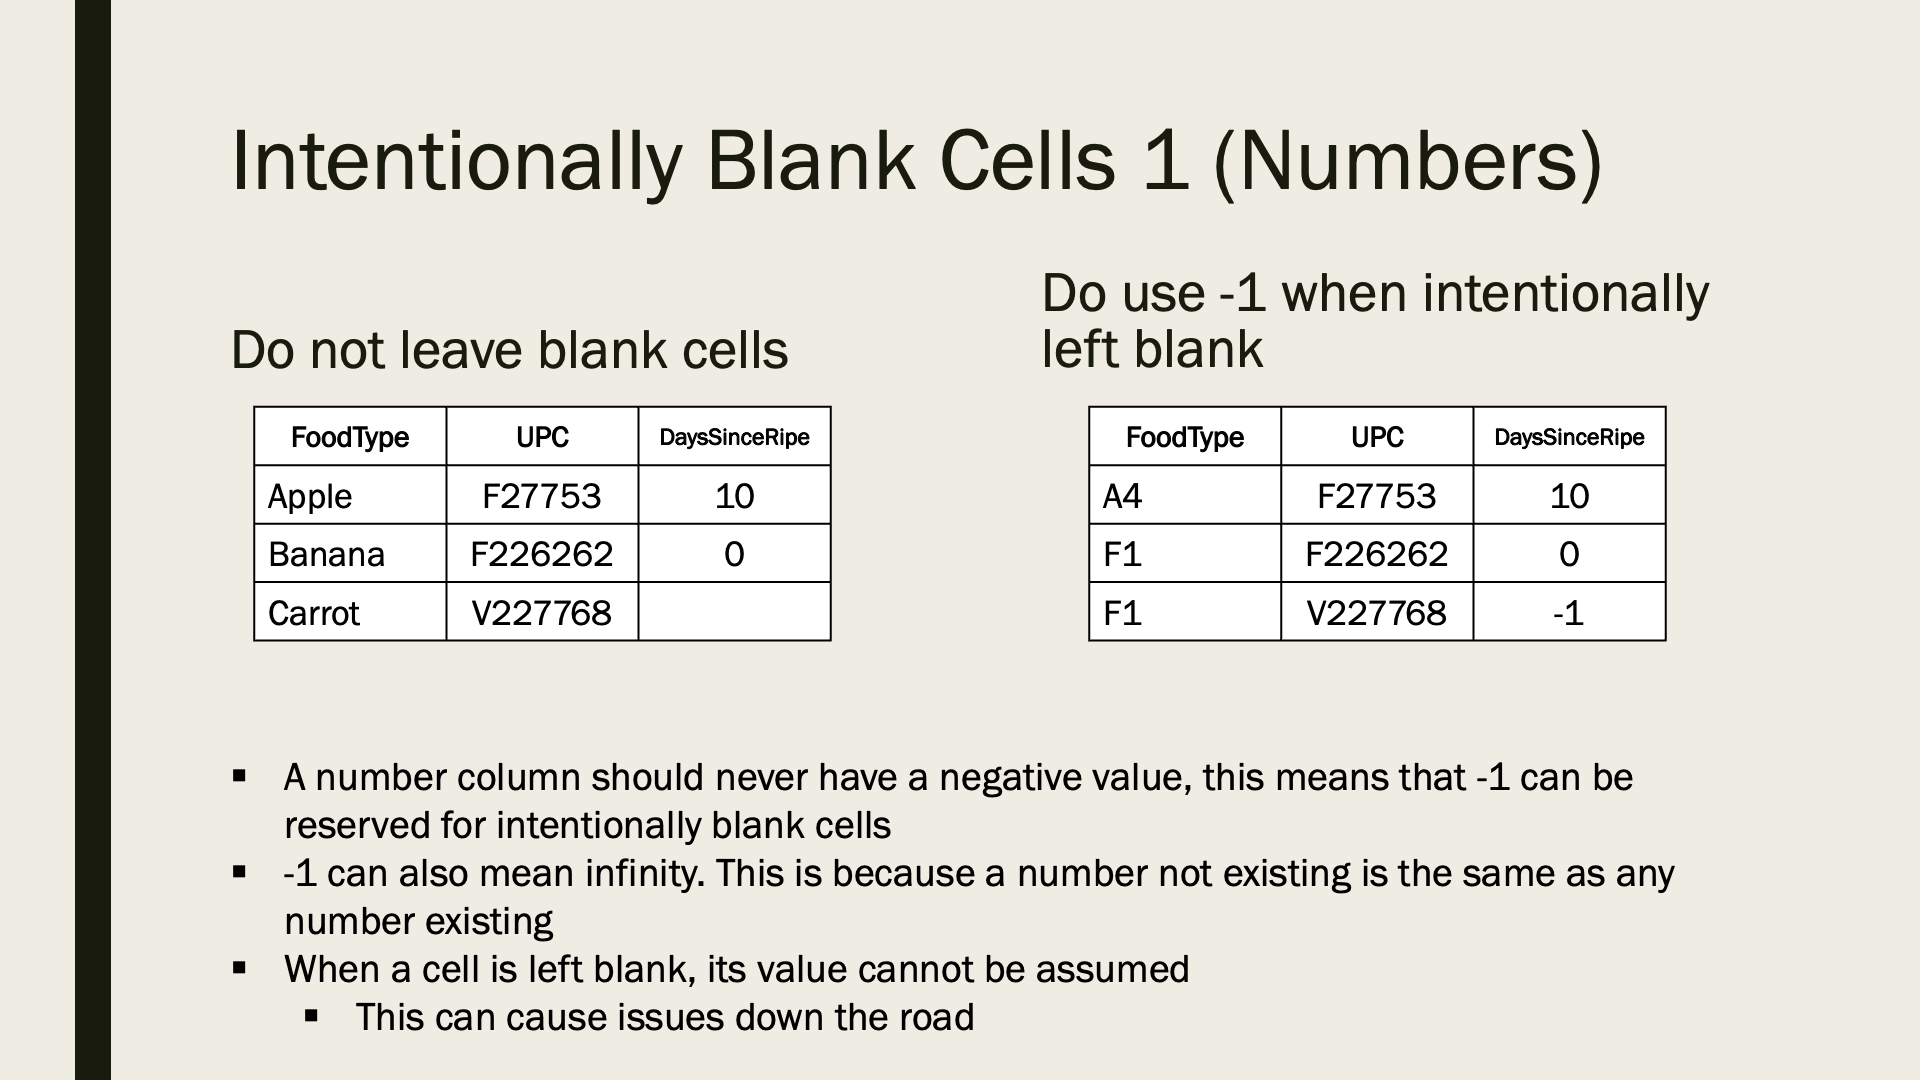 Intentionally Blank Cells 1 (Numbers)
Do not leave blank cells
FoodType UPC DaysSinceRipe
Apple F27753 10
Banana F226262 0
Carrot V227768
Do use -1 when intentionally
left blank
FoodType UPC DaysSinceRipe
A4 F27753 10
F1 F226262 0
F1 V227768 -1
▪ A number column should never have a negative value, this means that -1 can be
reserved for intentionally blank cells
▪ -1 can also mean infinity. This is because a number not existing is the same as any
number existing
▪ When a cell is left blank, its value cannot be assumed
▪ This can cause issues down the road